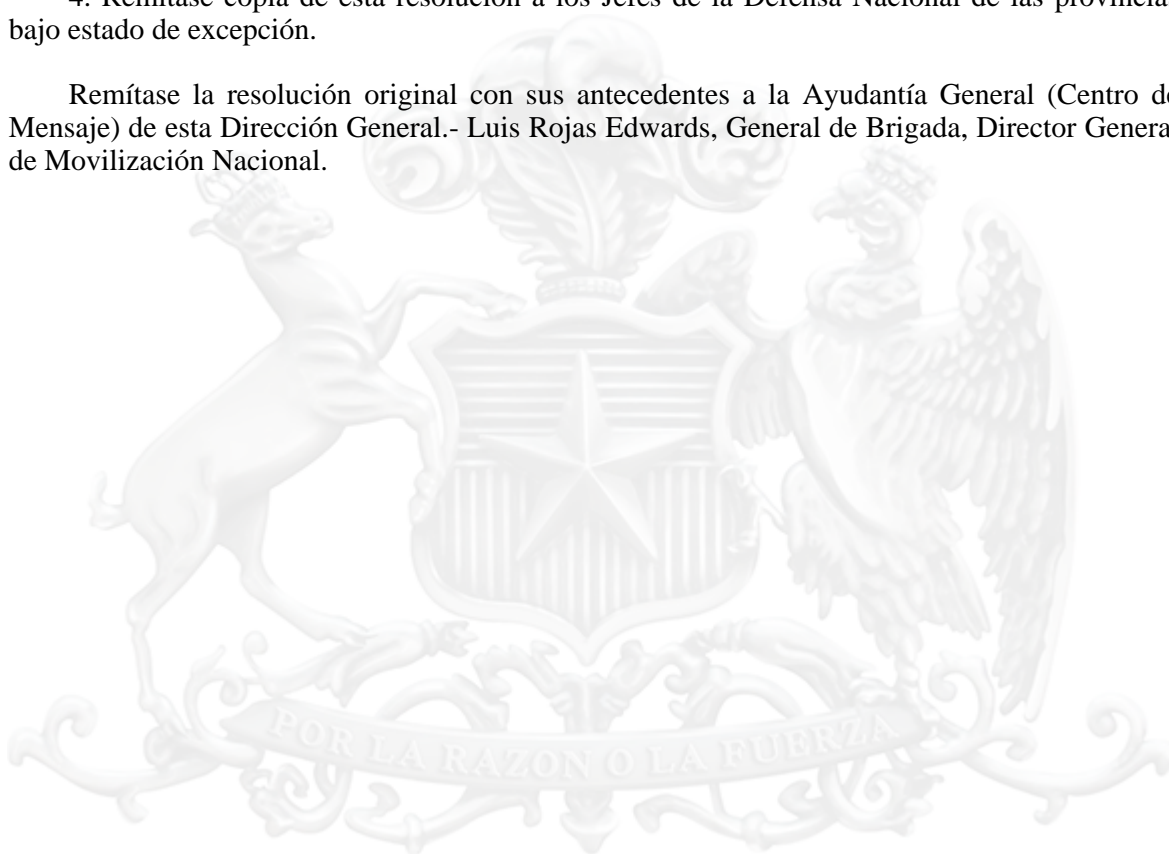 4. Remítase copia de esta resolución a los Jefes de la Defensa Nacional de las
bajo estado de excepción.
Remítase la resolución original con sus antecedentes a la Ayudantía General (Centro
Mensaje) de esta Dirección General.- Luis Rojas Edwards, General de Brigada, Director
de Movilización Nacional.
POR LA RAZON O LA FUERZA